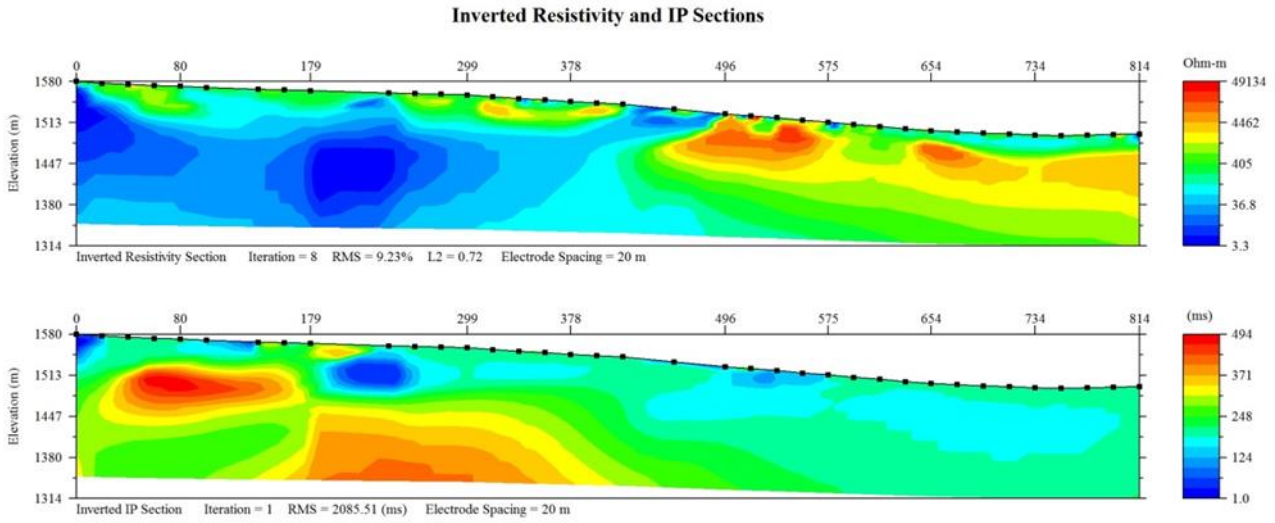 Inverted Resistivity and IP Sections
0 80 179 299 378 496 575 654 734 814
Ohm-m
Elevation (m)
1580
1513
1447
1380
1314
49134
4462
405
36.8
3.3
Inverted Resistivity Section Iteration = 8 RMS = 9.23% L2 = 0.72 Electrode Spacing = 20 m
0 80 179 299 378 496 575 654 734 814
(ms)
Elevation (m)
1580
1513
1447
1380
1314
494
371
248
124
1.0
Inverted IP Section Iteration = 1 RMS = 2085.51 (ms) Electrode Spacing = 20 m